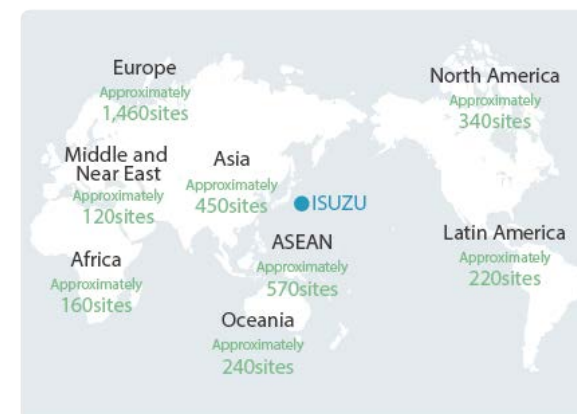 Europe
Approximately
1,460sites
North America
Approximately
340sites
Middle and
Near East
Approximately
120sites
Asia
Approximately
450sites
ISUZU
ASEAN
Approximately
570sites
Latin America
Approximately
220sites
Africa
Approximately
160sites
Oceania
Approximately
240sites